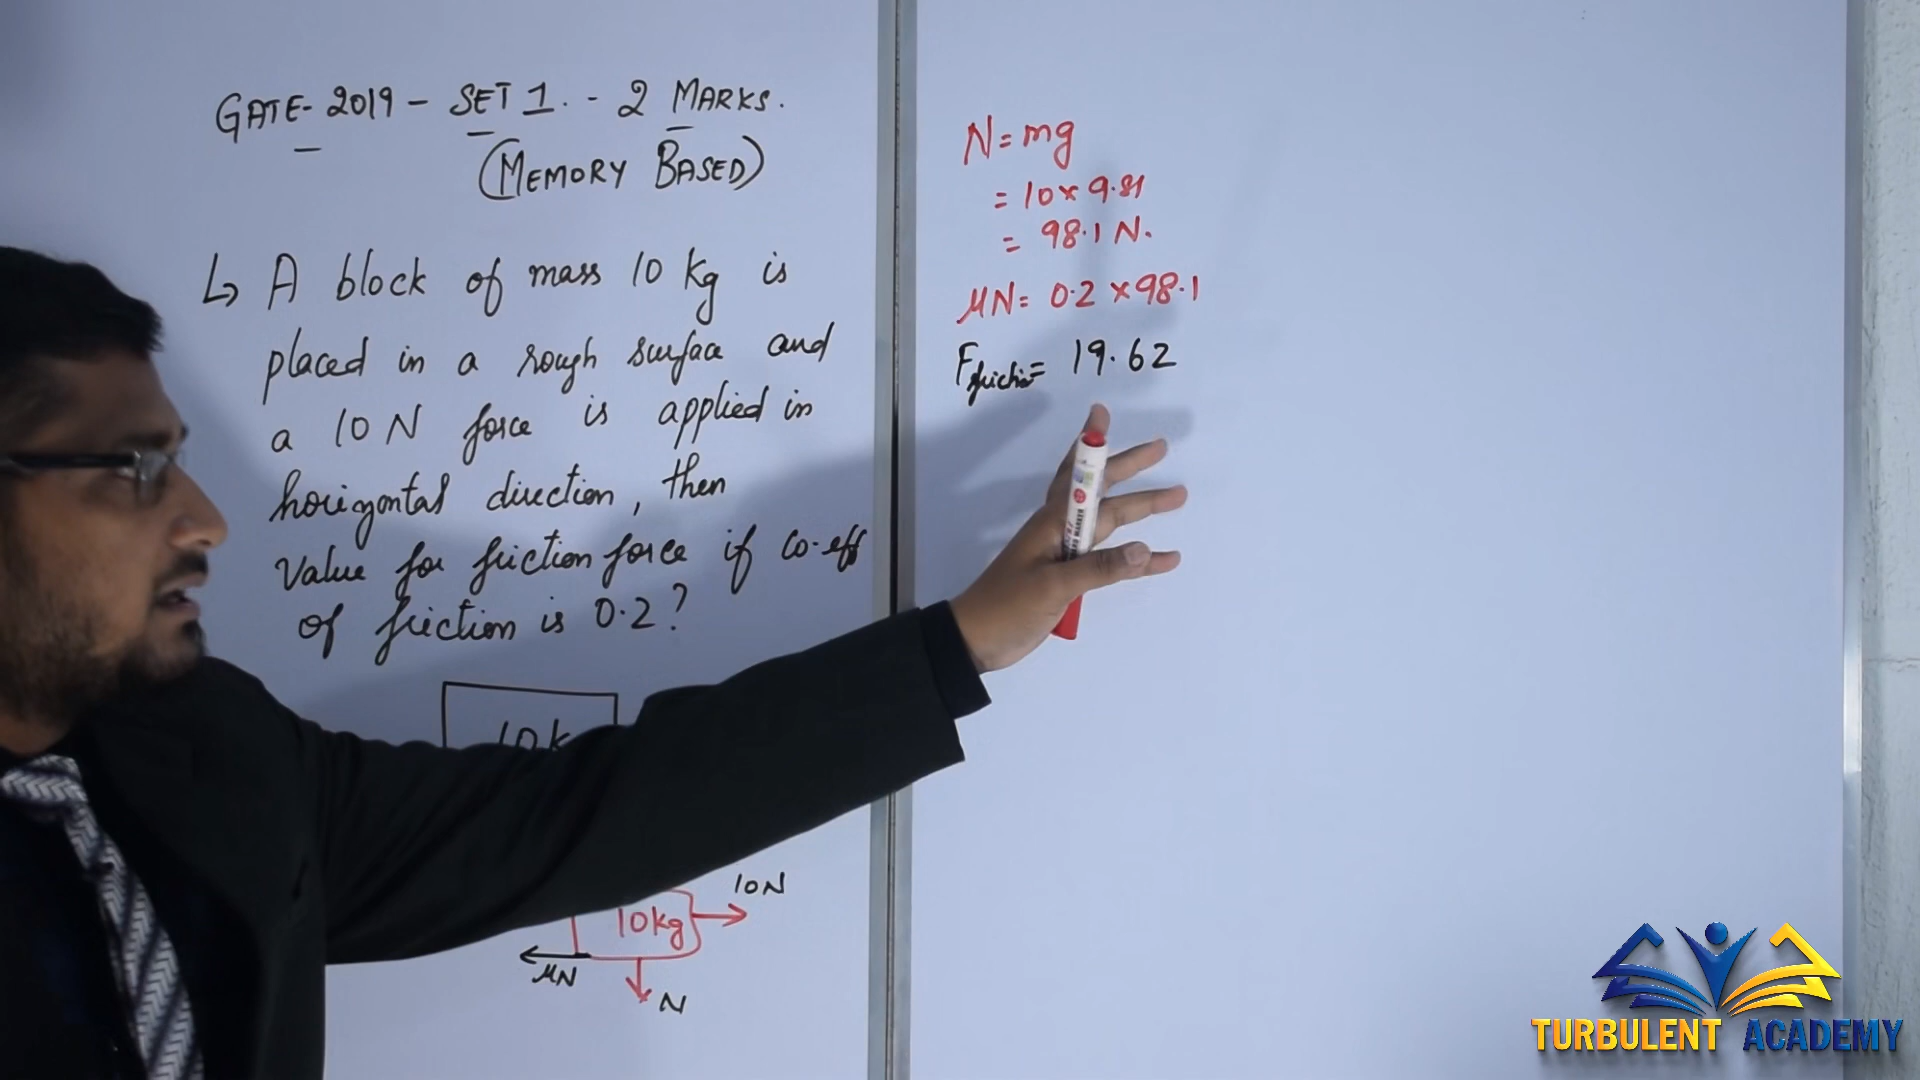 GATE- 2019 - SET 1. - 2 MARKS.
(MEMORY BASED)
↳ A block of mass 10 Kg is
placed in a rough surface and
a 10 N force is applied in
horizontal direction, then
Value for friction force if co-eff
of friction is 0.2?
10 k
10N
10kg
μN
N
N = mg
= 10 × 9.81
= 98.1 N.
μN = 0.2 × 98.1
Ffriction = 19.62
TURBULENT ACADEMY